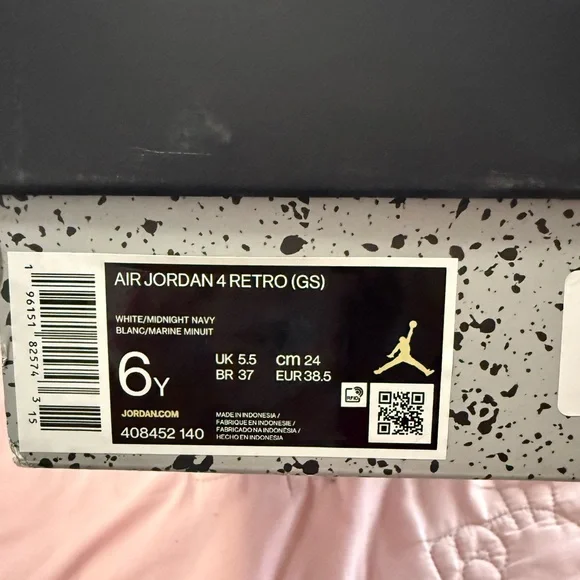 AIR JORDAN 4 RETRO (GS)
WHITE/MIDNIGHT NAVY
BLANC/MARINE MINUIT
6Y
UK 5.5 cm 24
BR 37 EUR 38.5
JORDAN.COM
408452 140
MADE IN INDONESIA /
FABRIQUE EN INDONESIE /
FABRICADO NA INDONESIA /
HECHO EN INDONESIA
RFID
1 96151 82574 3 15